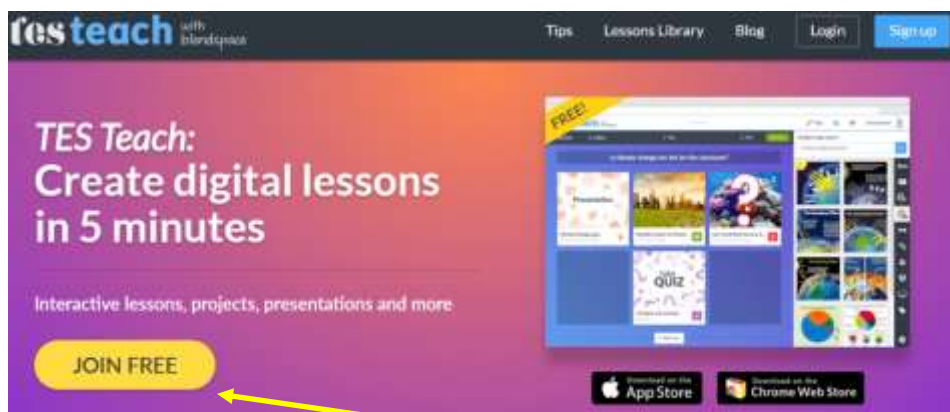 tes teach with blendspace
Tips Lessons Library Blog Login Sign up
TES Teach:
Create digital lessons
in 5 minutes
Interactive lessons, projects, presentations and more
JOIN FREE
FREE!
Presentation
QUIZ
Download on the
App Store
Download on the
Chrome Web Store